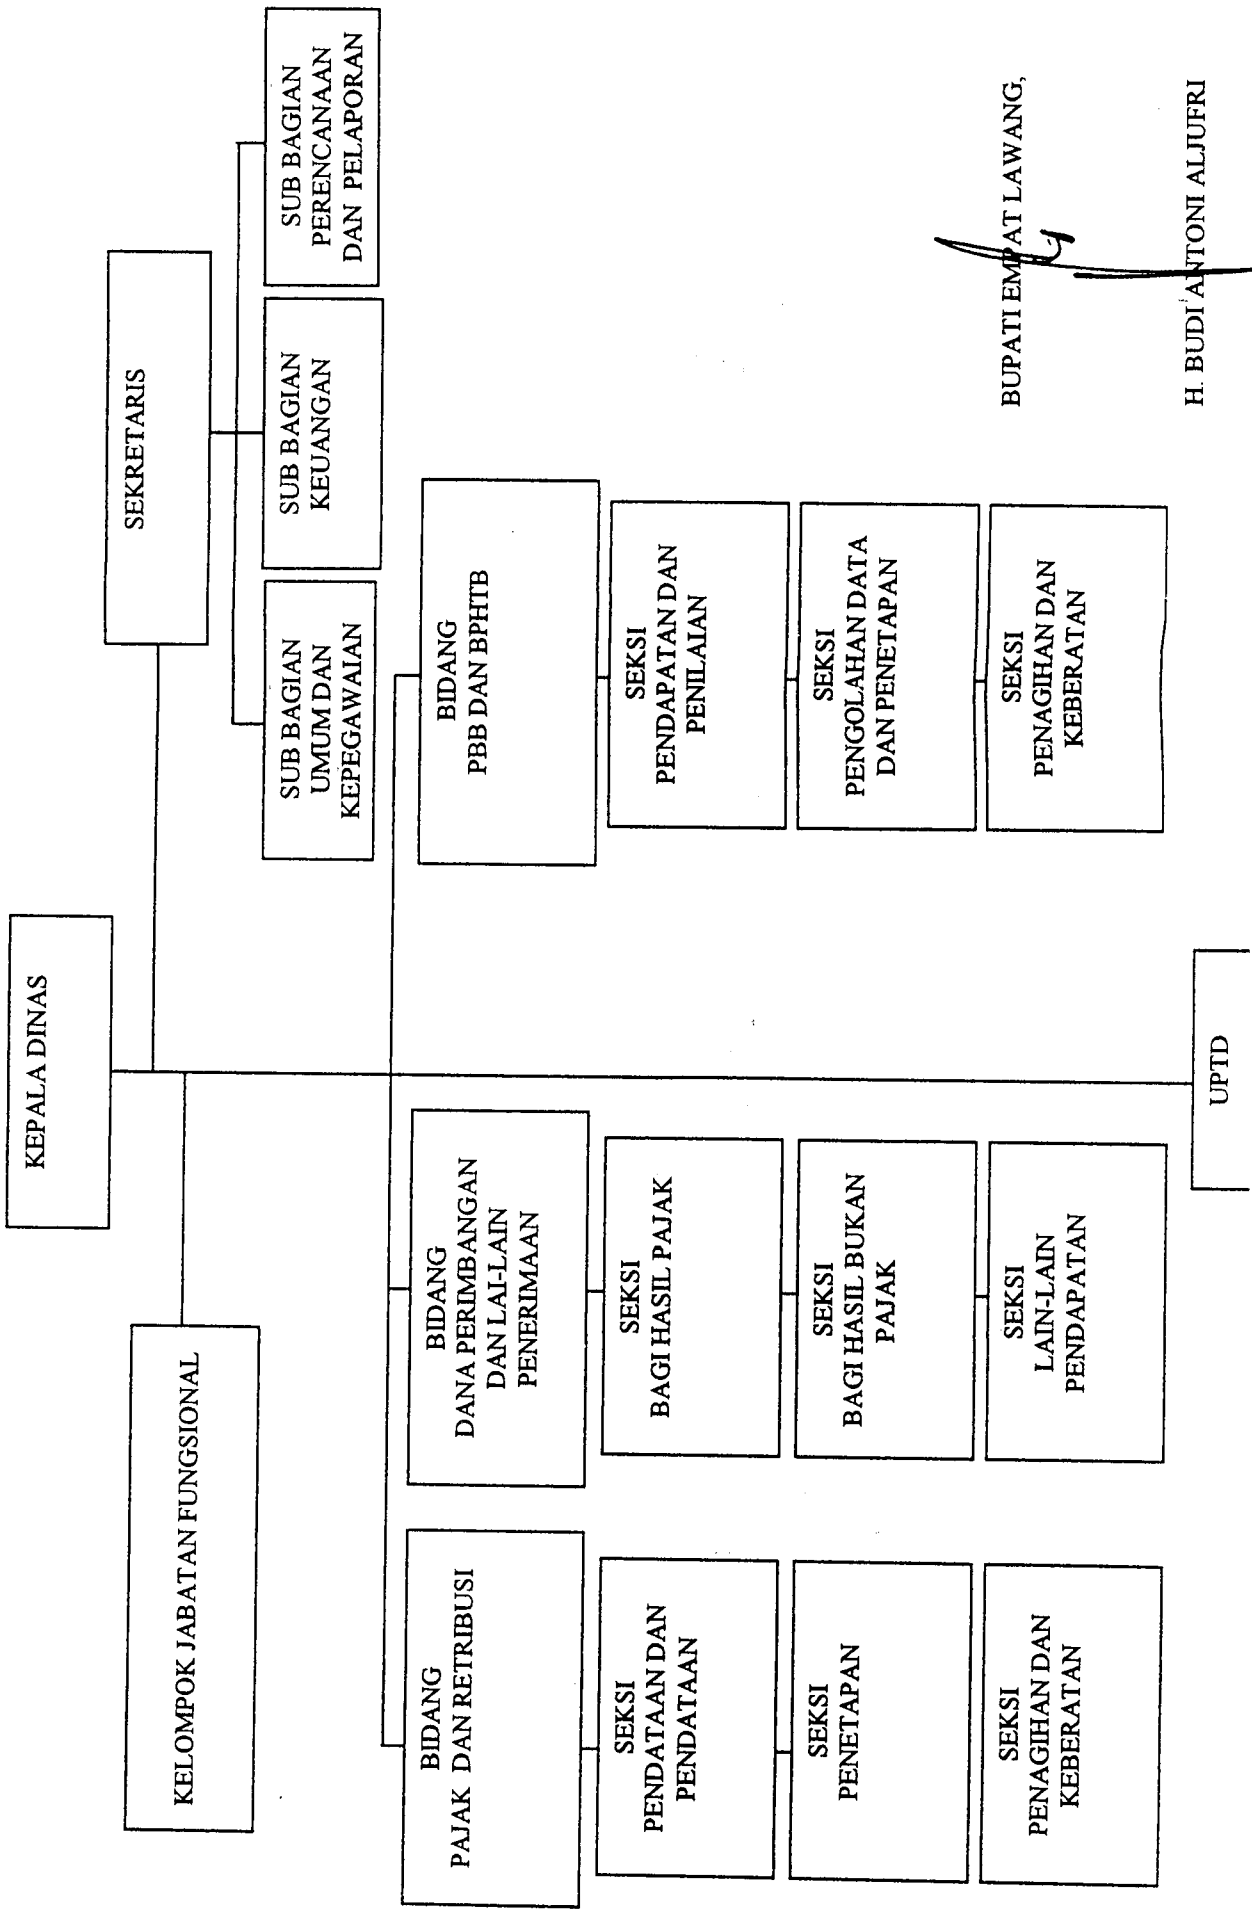 KEPALA DINAS
KELOMPOK JABATAN FUNGSIONAL
SEKRETARIS
SUB BAGIAN
UMUM DAN
KEPEGAWAIAN
SUB BAGIAN
KEUANGAN
SUB BAGIAN
PERENCANAAN
DAN PELAPORAN
BIDANG
PAJAK DAN RETRIBUSI
SEKSI
PENDATAAN DAN
PENDATAAN
SEKSI
PENETAPAN
SEKSI
PENAGIHAN DAN
KEBERATAN
BIDANG
DANA PERIMBANGAN
DAN LAI-LAIN
PENERIMAAN
SEKSI
BAGI HASIL PAJAK
SEKSI
BAGI HASIL BUKAN
PAJAK
SEKSI
LAIN-LAIN
PENDAPATAN
BIDANG
PBB DAN BPHTB
SEKSI
PENDAPATAN DAN
PENILAIAN
SEKSI
PENGOLAHAN DATA
DAN PENETAPAN
SEKSI
PENAGIHAN DAN
KEBERATAN
UPTD
BUPATI EMPAT LAWANG,
H. BUDI ANTONI ALJUFRI